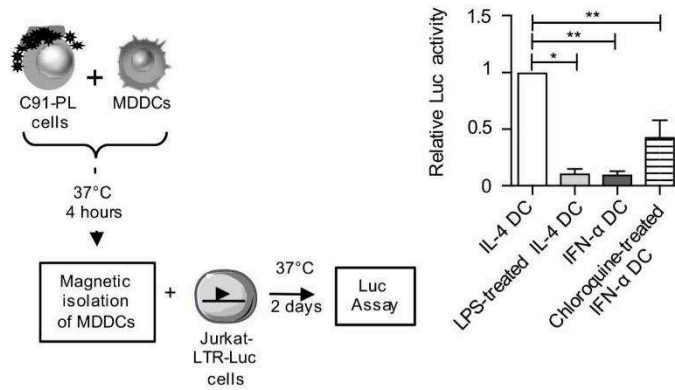 C91-PL
cells
+
MDDCs
37°C
4 hours
Magnetic
isolation
of MDDCs
+
Jurkat-
LTR-Luc
cells
37°C
2 days
Luc
Assay
Relative Luc activity
1.5
1
0.5
0
**
**
*
IL-4 DC
LPS-treated IL-4 DC
IFN-α DC
Chloroquine-treated
IFN-α DC